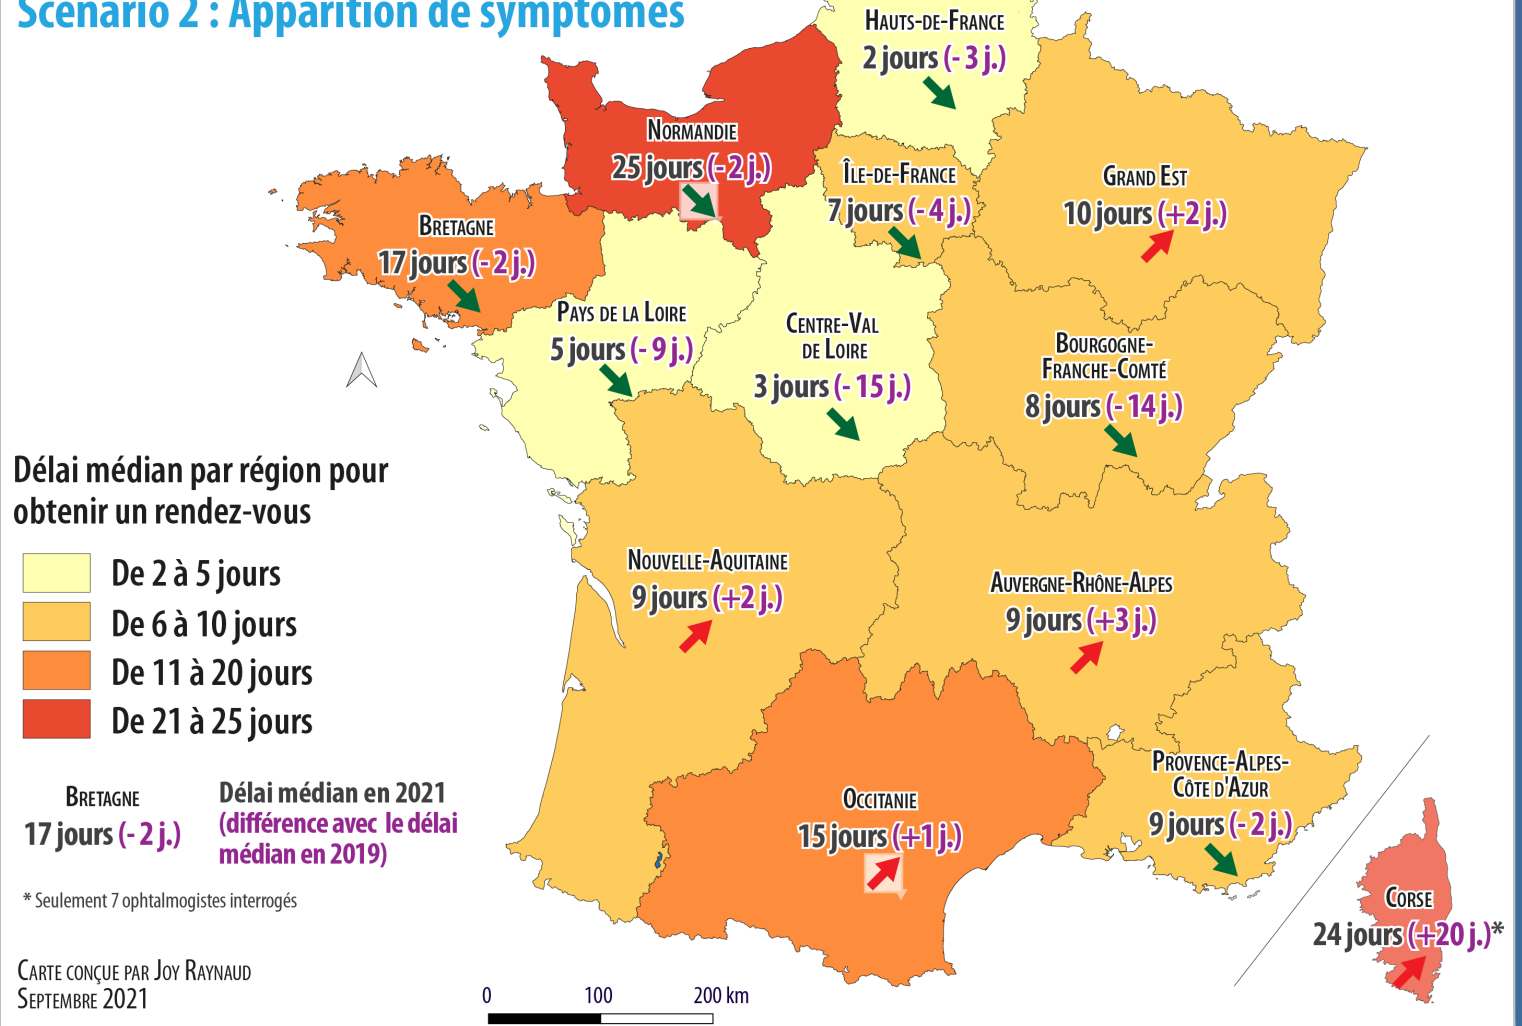 Scénario 2 : Apparition de symptômes
HAUTS-DE-FRANCE
2 jours (- 3 j.)
NORMANDIE
25 jours (- 2 j.)
ÎLE-DE-FRANCE
7 jours (- 4 j.)
GRAND EST
10 jours (+2 j.)
BRETAGNE
17 jours (- 2 j.)
PAYS DE LA LOIRE
5 jours (- 9 j.)
CENTRE-VAL
DE LOIRE
3 jours (- 15 j.)
BOURGOGNE-
FRANCHE-COMTÉ
8 jours (- 14 j.)
Délai médian par région pour
obtenir un rendez-vous
De 2 à 5 jours
De 6 à 10 jours
De 11 à 20 jours
De 21 à 25 jours
NOUVELLE-AQUITAINE
9 jours (+2 j.)
AUVERGNE-RHÔNE-ALPES
9 jours (+3 j.)
PROVENCE-ALPES-
CÔTE D'AZUR
9 jours (- 2 j.)
OCCITANIE
15 jours (+1 j.)
CORSE
24 jours (+20 j.)*
BRETAGNE
17 jours (- 2 j.)
Délai médian en 2021
(différence avec le délai
médian en 2019)
* Seulement 7 ophtalmogistes interrogés
CARTE CONÇUE PAR JOY RAYNAUD
SEPTEMBRE 2021
0 100 200 km